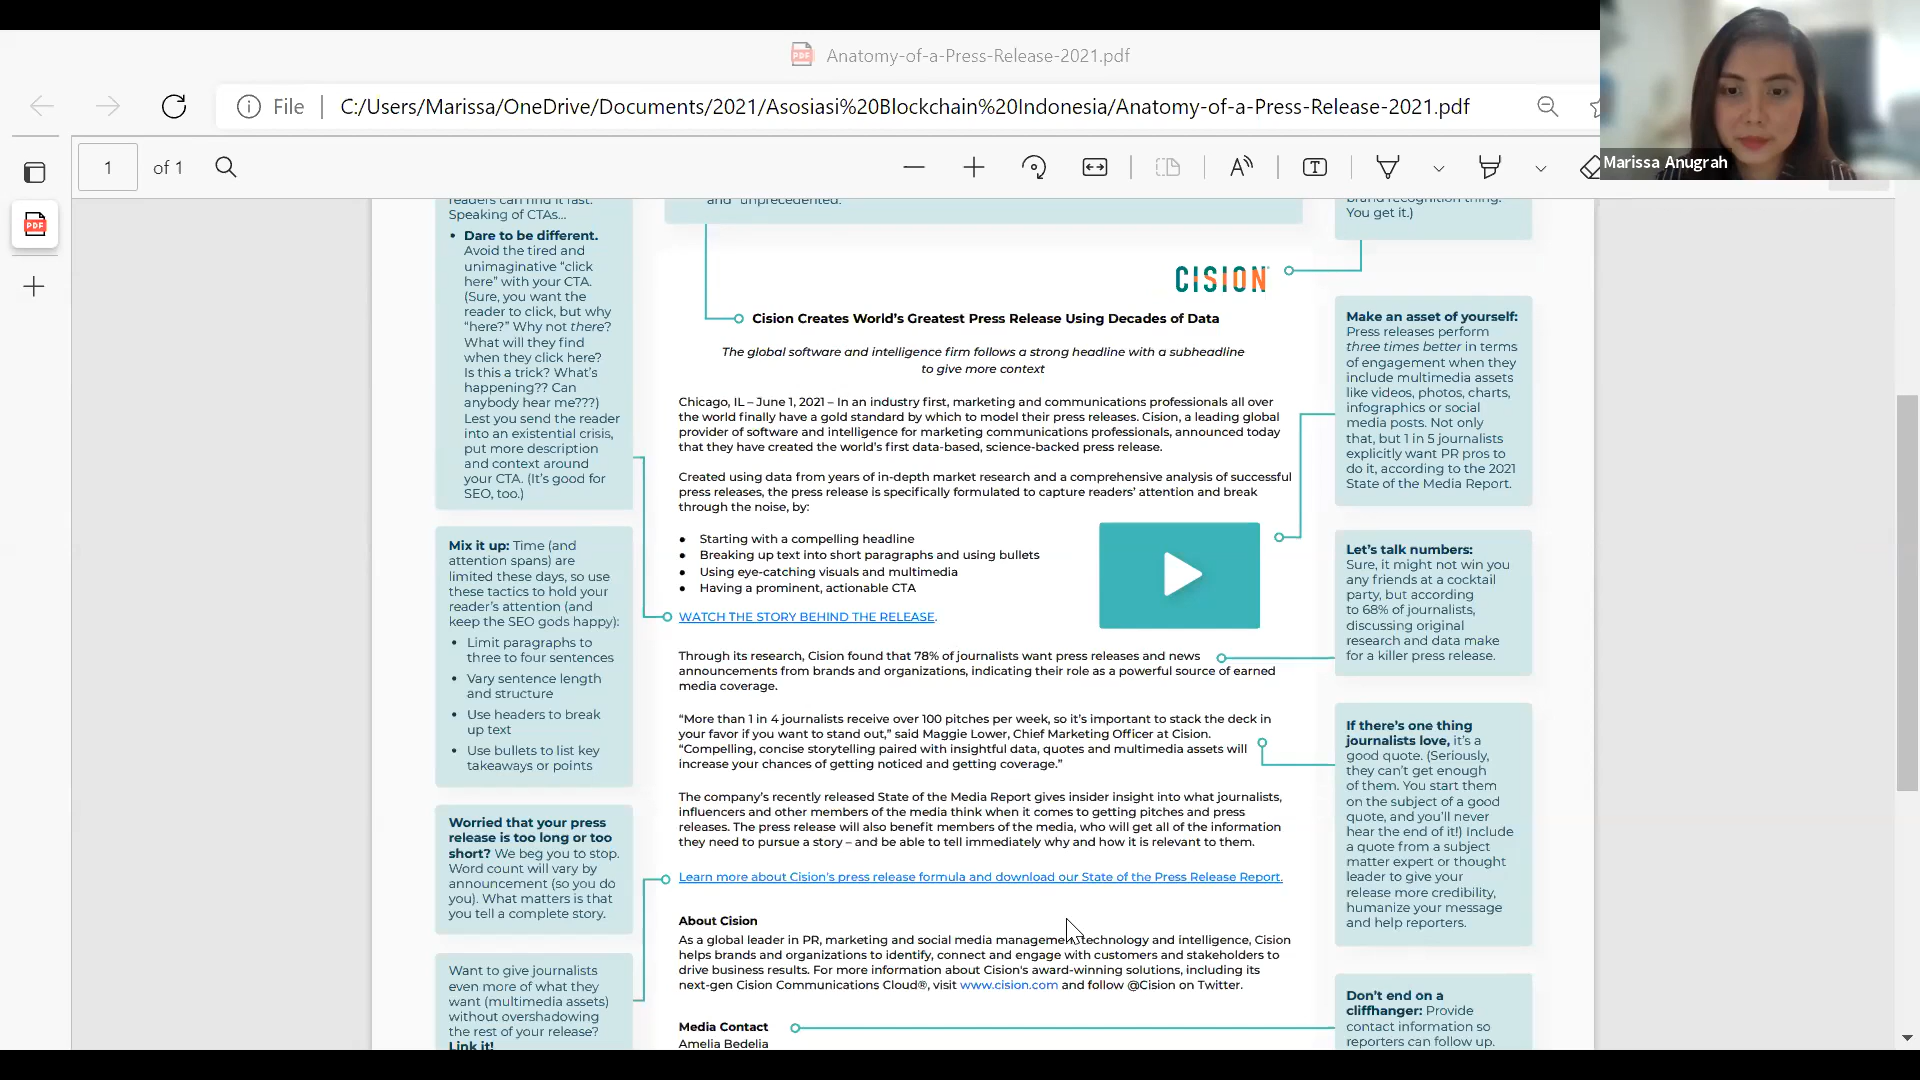 Anatomy-of-a-Press-Release-2021.pdf
File
C:/Users/Marissa/OneDrive/Documents/2021/Asosiasi%20Blockchain%20Indonesia/Anatomy-of-a-Press-Release-2021.pdf
Marissa Anugrah
1 of 1
readers can find it fast.
Speaking of CTAs...
• Dare to be different.
Avoid the tired and
unimaginative “click
here” with your CTA.
(Sure, you want the
reader to click, but why
“here?” Why not there?
What will they find
when they click here?
Is this a trick? What’s
happening?? Can
anybody hear me???)
Lest you send the reader
into an existential crisis,
put more description
and context around
your CTA. (It’s good for
SEO, too.)
Mix it up: Time (and
attention spans) are
limited these days, so use
these tactics to hold your
reader’s attention (and
keep the SEO gods happy):
• Limit paragraphs to
three to four sentences
• Vary sentence length
and structure
• Use headers to break
up text
• Use bullets to list key
takeaways or points
Worried that your press
release is too long or too
short? We beg you to stop.
Word count will vary by
announcement (so you do
you). What matters is that
you tell a complete story.
Want to give journalists
even more of what they
want (multimedia assets)
without overshadowing
the rest of your release?
Link it!
and “unprecedented.”
CISION
Cision Creates World’s Greatest Press Release Using Decades of Data
The global software and intelligence firm follows a strong headline with a subheadline
to give more context
Chicago, IL – June 1, 2021 – In an industry first, marketing and communications professionals all over
the world finally have a gold standard by which to model their press releases. Cision, a leading global
provider of software and intelligence for marketing communications professionals, announced today
that they have created the world’s first data-based, science-backed press release.
Created using data from years of in-depth market research and a comprehensive analysis of successful
press releases, the press release is specifically formulated to capture readers’ attention and break
through the noise, by:
• Starting with a compelling headline
• Breaking up text into short paragraphs and using bullets
• Using eye-catching visuals and multimedia
• Having a prominent, actionable CTA
WATCH THE STORY BEHIND THE RELEASE.
Through its research, Cision found that 78% of journalists want press releases and news
announcements from brands and organizations, indicating their role as a powerful source of earned
media coverage.
“More than 1 in 4 journalists receive over 100 pitches per week, so it’s important to stack the deck in
your favor if you want to stand out,” said Maggie Lower, Chief Marketing Officer at Cision.
“Compelling, concise storytelling paired with insightful data, quotes and multimedia assets will
increase your chances of getting noticed and getting coverage.”
The company’s recently released State of the Media Report gives insider insight into what journalists,
influencers and other members of the media think when it comes to getting pitches and press
releases. The press release will also benefit members of the media, who will get all of the information
they need to pursue a story – and be able to tell immediately why and how it is relevant to them.
Learn more about Cision’s press release formula and download our State of the Press Release Report.
About Cision
As a global leader in PR, marketing and social media management technology and intelligence, Cision
helps brands and organizations to identify, connect and engage with customers and stakeholders to
drive business results. For more information about Cision's award-winning solutions, including its
next-gen Cision Communications Cloud®, visit www.cision.com and follow @Cision on Twitter.
Media Contact
Amelia Bedelia
brand recognition thing.
You get it.)
Make an asset of yourself:
Press releases perform
three times better in terms
of engagement when they
include multimedia assets
like videos, photos, charts,
infographics or social
media posts. Not only
that, but 1 in 5 journalists
explicitly want PR pros to
do it, according to the 2021
State of the Media Report.
Let’s talk numbers:
Sure, it might not win you
any friends at a cocktail
party, but according
to 68% of journalists,
discussing original
research and data make
for a killer press release.
If there’s one thing
journalists love, it’s a
good quote. (Seriously,
they can’t get enough
of them. You start them
on the subject of a good
quote, and you’ll never
hear the end of it!) Include
a quote from a subject
matter expert or thought
leader to give your
release more credibility,
humanize your message
and help reporters.
Don’t end on a
cliffhanger: Provide
contact information so
reporters can follow up.